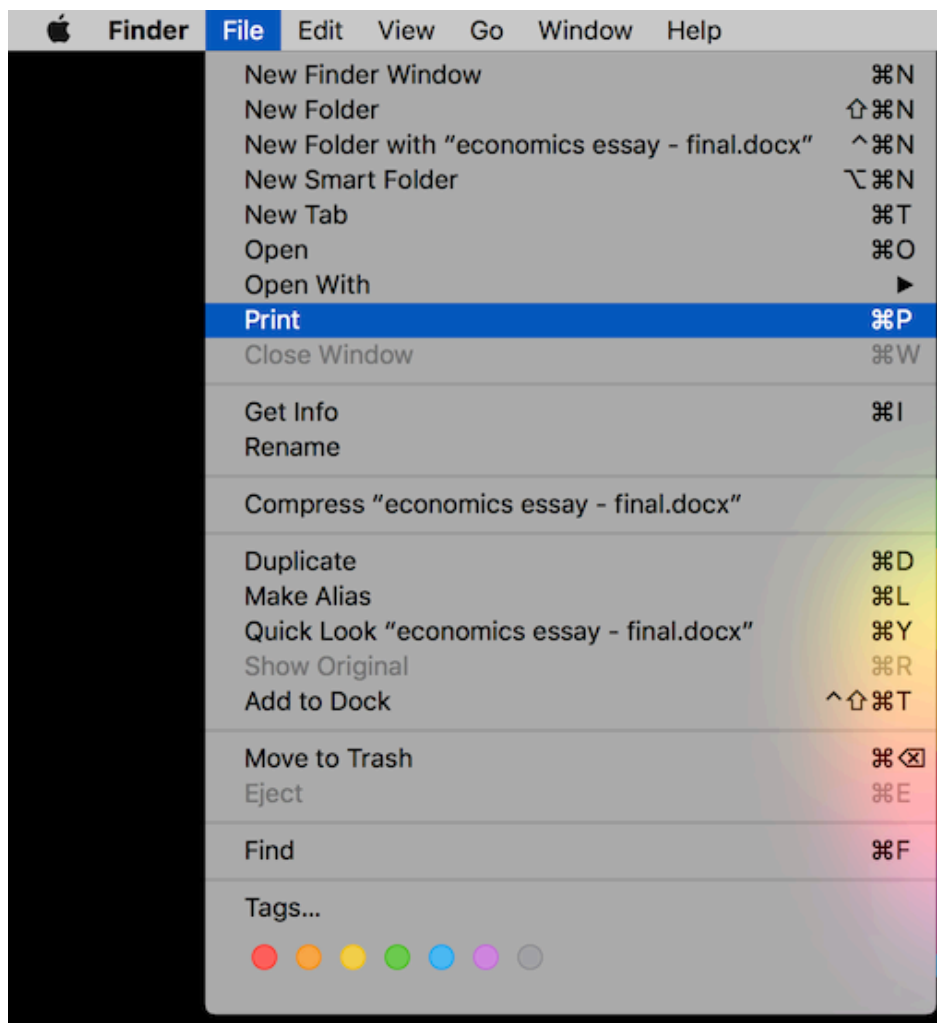 Finder File Edit View Go Window Help
New Finder Window ⌘N
New Folder ⇧⌘N
New Folder with “economics essay - final.docx” ^⌘N
New Smart Folder ⌥⌘N
New Tab ⌘T
Open ⌘O
Open With ▶
Print ⌘P
Close Window ⌘W
Get Info ⌘I
Rename
Compress “economics essay - final.docx”
Duplicate ⌘D
Make Alias ⌘L
Quick Look “economics essay - final.docx” ⌘Y
Show Original ⌘R
Add to Dock ^⇧⌘T
Move to Trash ⌘⌫
Eject ⌘E
Find ⌘F
Tags...